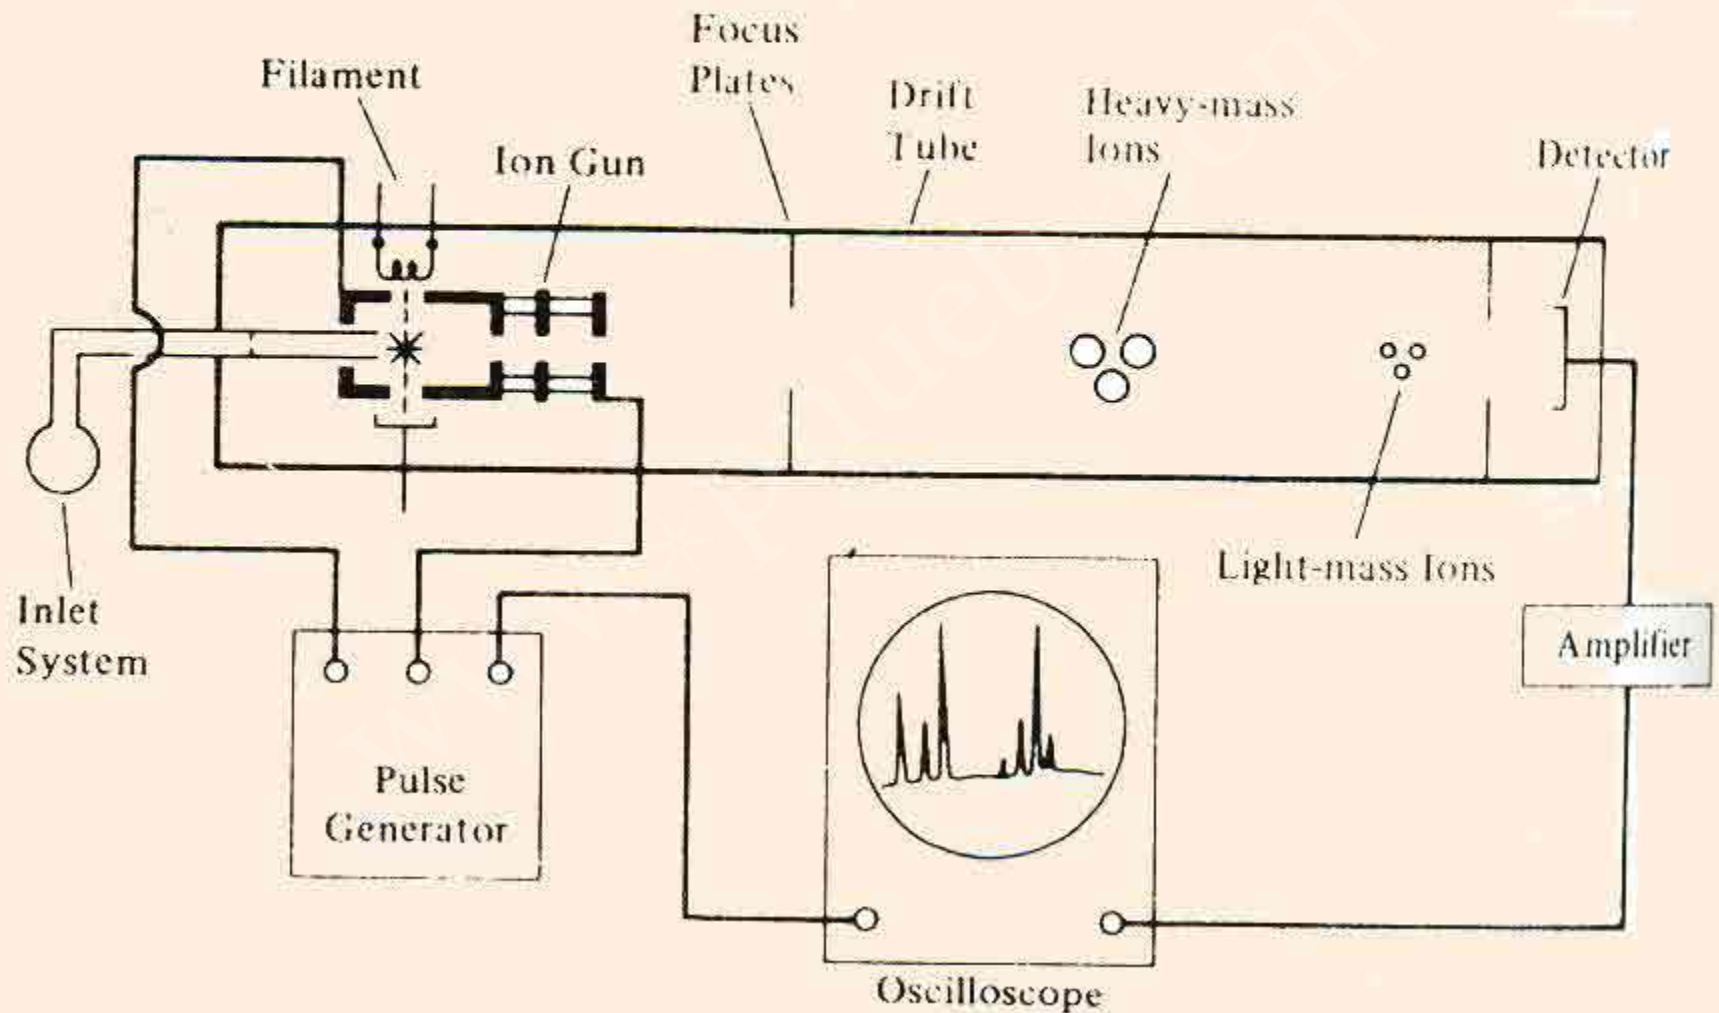 Focus
Plates
Filament
Drift
Tube
Heavy-mass
Ions
Ion Gun
Detector
Inlet
System
Light-mass Ions
Amplifier
Pulse
Generator
Oscilloscope